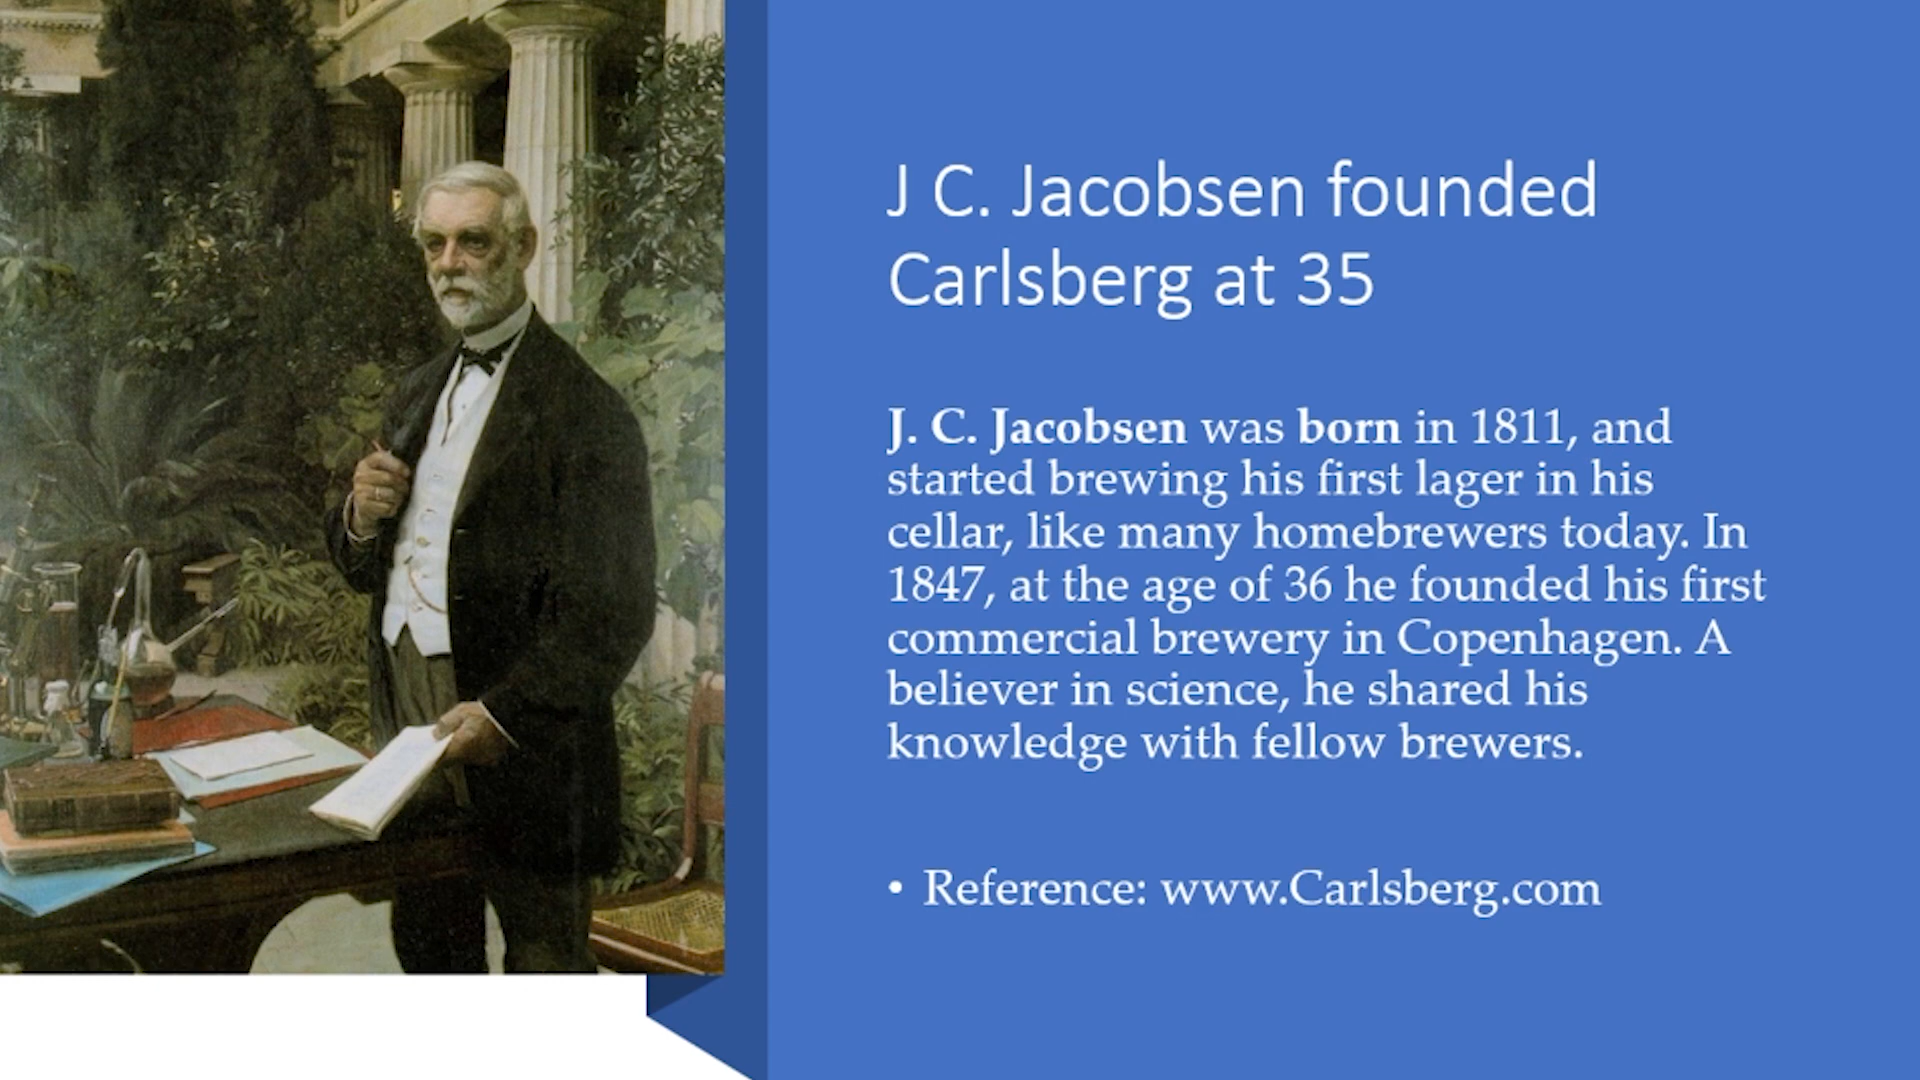 J C. Jacobsen founded
Carlsberg at 35
J. C. Jacobsen was born in 1811, and
started brewing his first lager in his
cellar, like many homebrewers today. In
1847, at the age of 36 he founded his first
commercial brewery in Copenhagen. A
believer in science, he shared his
knowledge with fellow brewers.
• Reference: www.Carlsberg.com